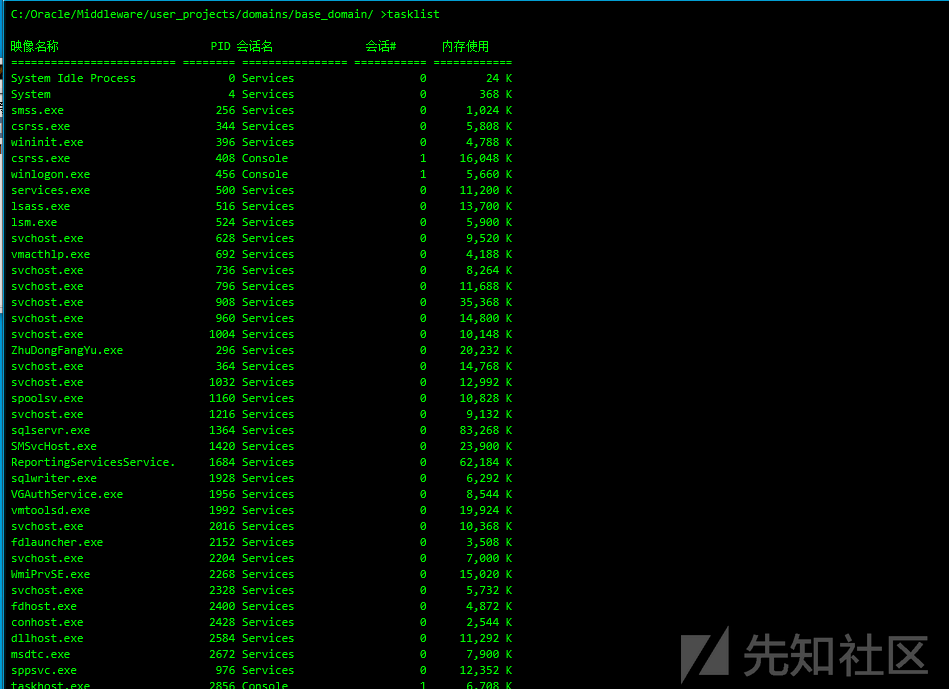 C:/Oracle/Middleware/user_projects/domains/base_domain/ >tasklist
映像名称                       PID 会话名              会话#       内存使用
========================= ======== ================ =========== ============
System Idle Process              0 Services                   0         24 K
System                           4 Services                   0        368 K
smss.exe                       256 Services                   0      1,024 K
csrss.exe                      344 Services                   0      5,808 K
wininit.exe                    396 Services                   0      4,788 K
csrss.exe                      408 Console                    1     16,048 K
winlogon.exe                   456 Console                    1      5,660 K
services.exe                   500 Services                   0     11,200 K
lsass.exe                      516 Services                   0     13,700 K
lsm.exe                        524 Services                   0      5,900 K
svchost.exe                    628 Services                   0      9,520 K
vmacthlp.exe                   692 Services                   0      4,188 K
svchost.exe                    736 Services                   0      8,264 K
svchost.exe                    796 Services                   0     11,688 K
svchost.exe                    908 Services                   0     35,368 K
svchost.exe                    960 Services                   0     14,800 K
svchost.exe                   1004 Services                   0     10,148 K
ZhuDongFangYu.exe              296 Services                   0     20,232 K
svchost.exe                    364 Services                   0     14,768 K
svchost.exe                   1032 Services                   0     12,992 K
spoolsv.exe                   1160 Services                   0     10,828 K
svchost.exe                   1216 Services                   0      9,132 K
sqlservr.exe                  1364 Services                   0     83,268 K
SMSvcHost.exe                 1420 Services                   0     23,900 K
ReportingServicesService.     1684 Services                   0     62,184 K
sqlwriter.exe                 1928 Services                   0      6,292 K
VGAuthService.exe             1956 Services                   0      8,544 K
vmtoolsd.exe                  1992 Services                   0     19,924 K
svchost.exe                   2016 Services                   0     10,368 K
fdlauncher.exe                2152 Services                   0      3,508 K
svchost.exe                   2204 Services                   0      7,000 K
WmiPrvSE.exe                  2268 Services                   0     15,020 K
svchost.exe                   2328 Services                   0      5,732 K
fdhost.exe                    2400 Services                   0      4,872 K
conhost.exe                   2428 Services                   0      2,544 K
dllhost.exe                   2584 Services                   0     11,292 K
msdtc.exe                     2672 Services                   0      7,900 K
sppsvc.exe                     976 Services                   0     12,352 K
taskhost.exe                  2856 Console                    1      6,708 K
先知社区